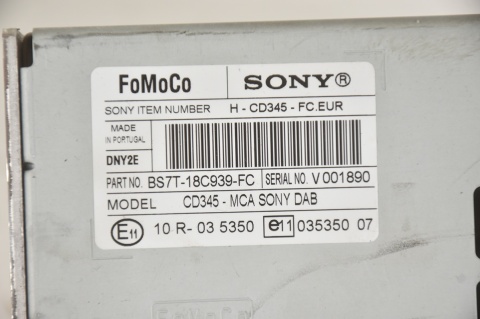 FoMoCo SONY®
SONY ITEM NUMBER H - CD345 - FC.EUR
MADE
IN PORTUGAL
DNY2E
PART NO. BS7T-18C939-FC SERIAL NO. V 001890
MODEL CD345 - MCA SONY DAB
E11 10 R - 03 5350 e11 035350 07